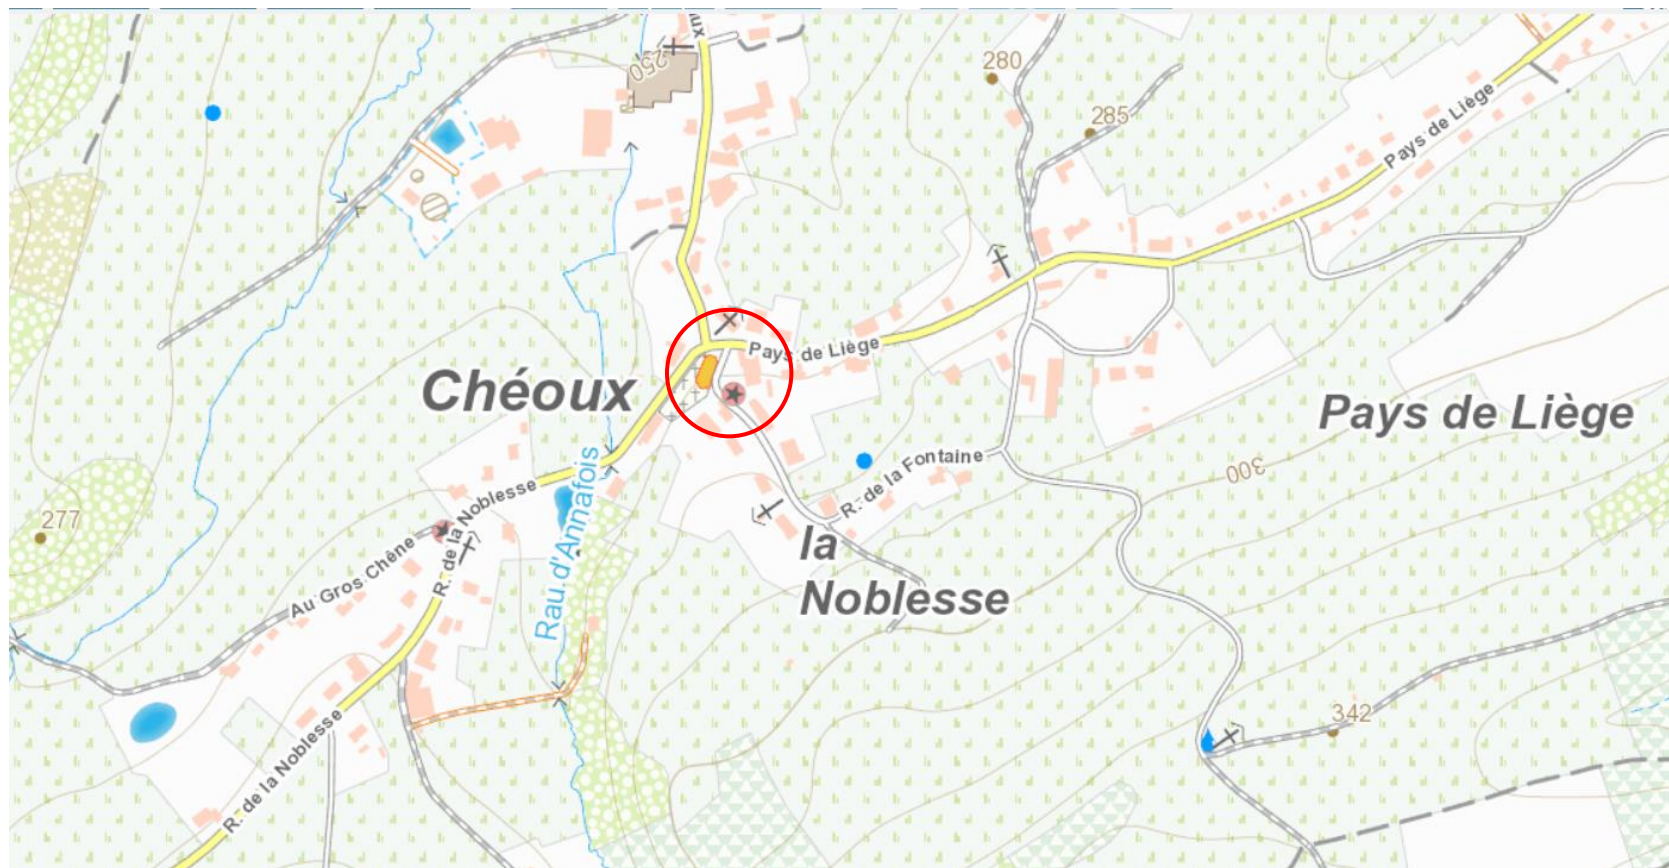 250
280
285
Pays de Liège
Pays de Liège
Chéoux
Pays de Liège
300
R. de la Fontaine
277
R. de la Noblesse
Au Gros Chêne
Rau d'Annafois
la
Noblesse
342
R. de la Noblesse